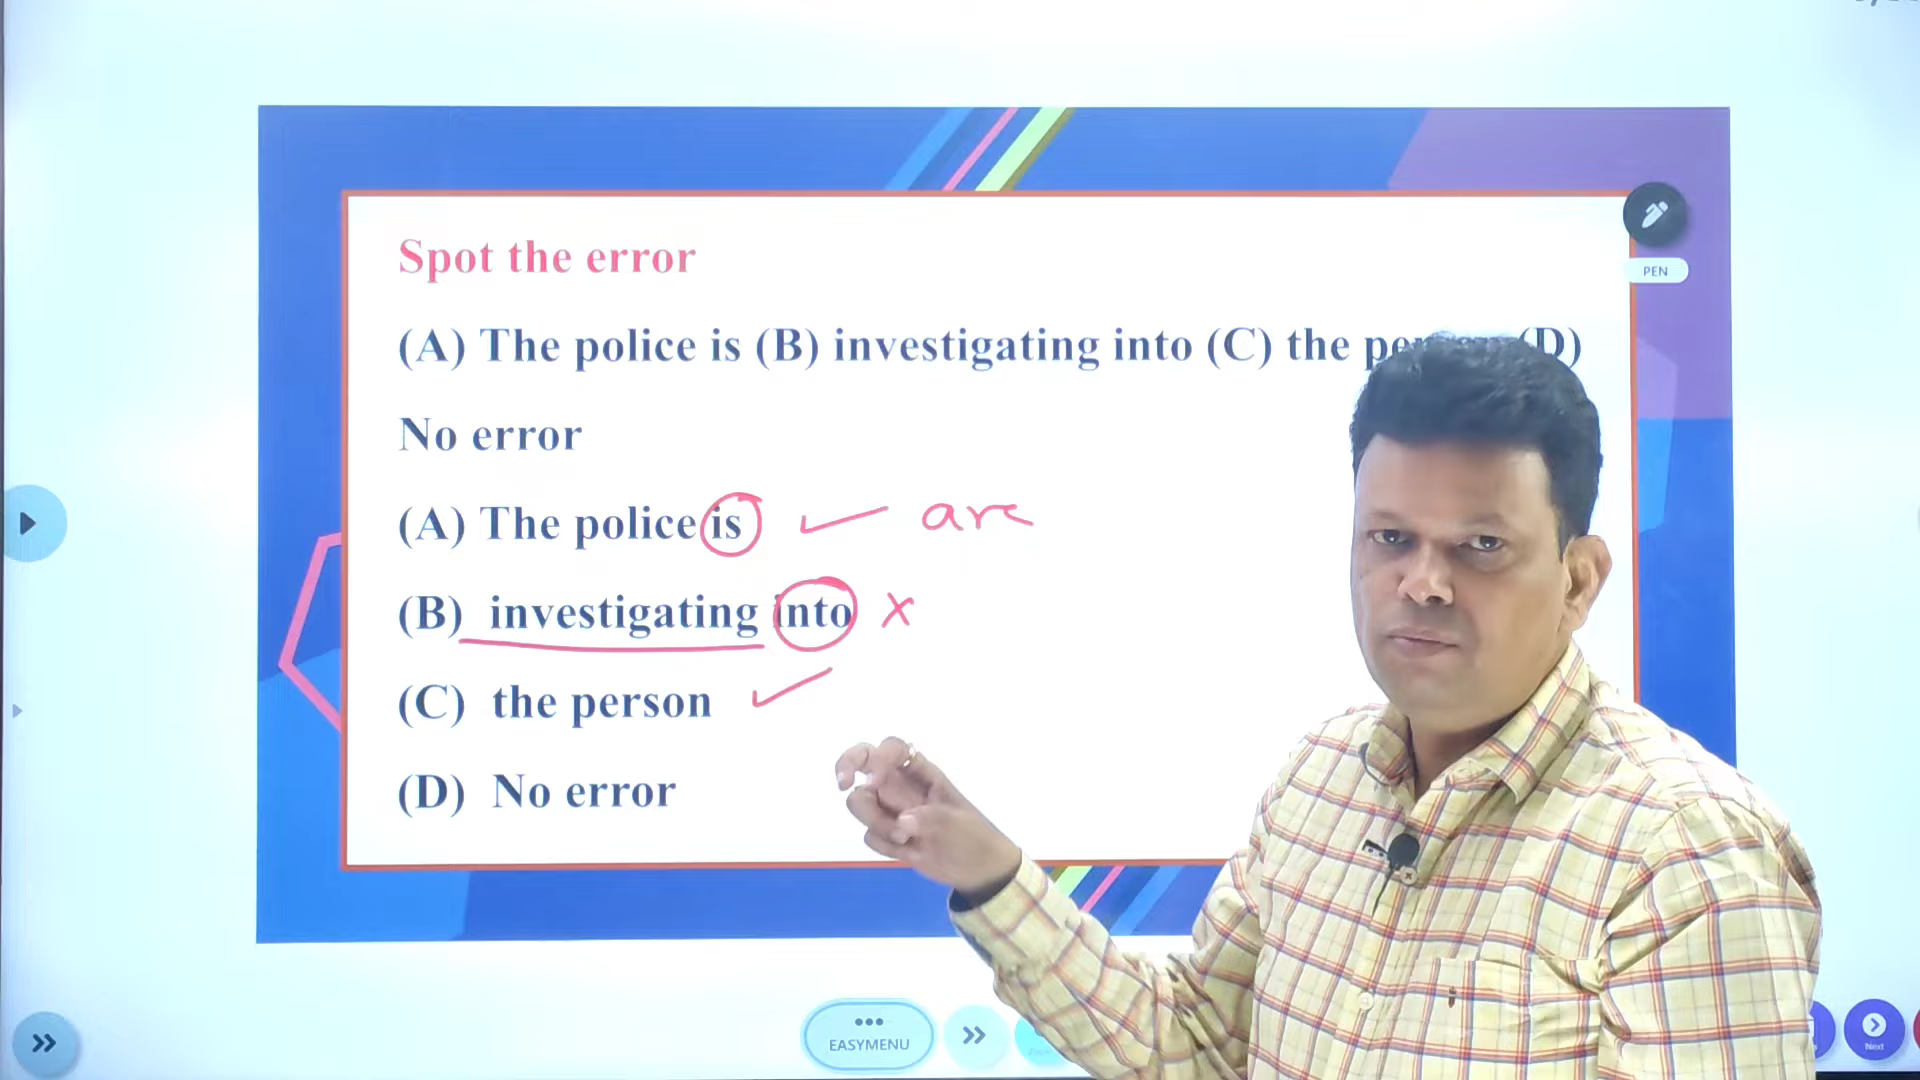 Spot the error
(A) The police is (B) investigating into (C) the (D)
No error
(A) The police is are
(B) investigating into x
(C) the person
(D) No error
PEN
EASYMENU
Next